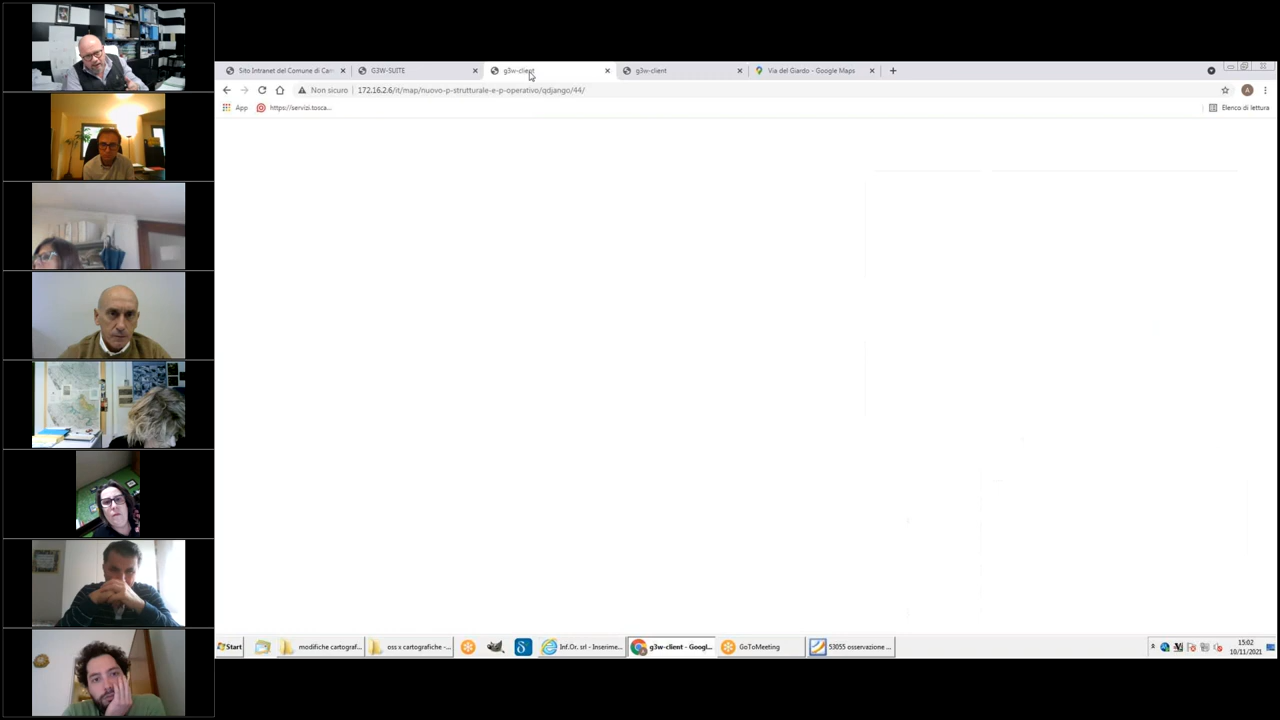 Sito Intranet del Comune di Cam
G3W-SUITE
g3w-client
g3w-client
Via del Giardo - Google Maps
Non sicuro
172.16.2.6/it/map/nuovo-p-strutturale-e-p-operativo/qdjango/44/
A
App
https://servizi.tosca...
Elenco di lettura
Start
modifiche cartograf...
oss x cartografiche -...
Inf.Or. srl - Inserime...
g3w-client - Googl...
GoToMeeting
53055 osservazione ...
15:02
10/11/2021